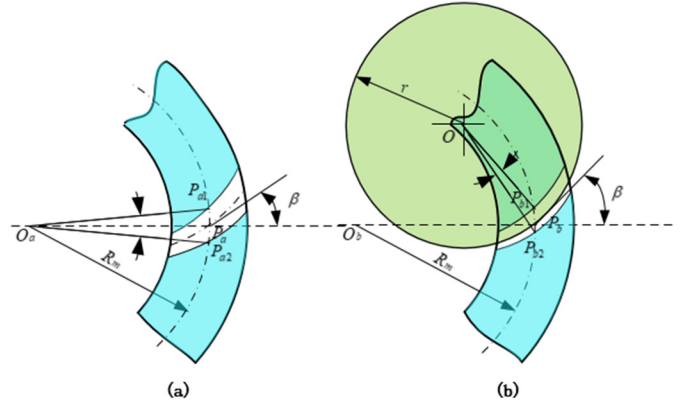 r
O
β
β
P_{a1}
P_a
P_{a2}
O_a
R_m
P_{b1}
P_b
P_{b2}
O_b
R_m
(a)
(b)